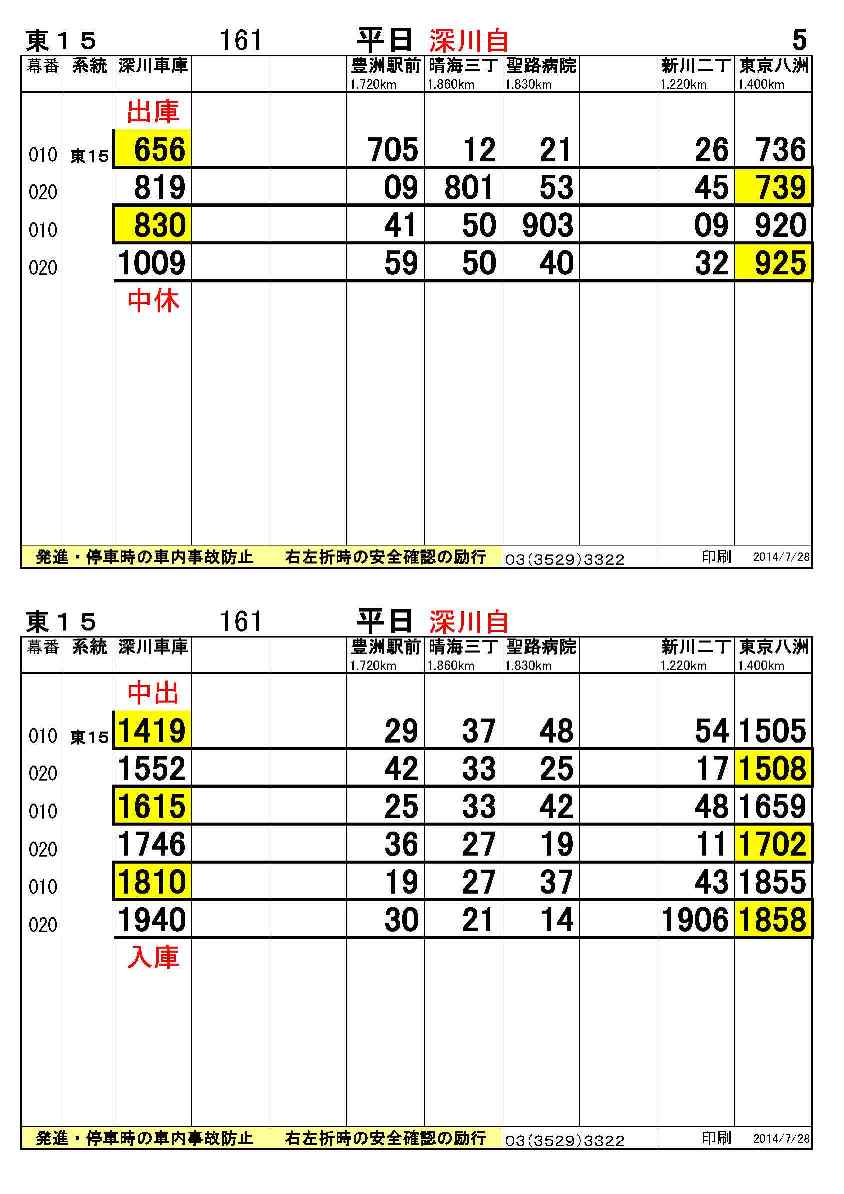 東１５ 161 平日 深川自 5
幕番 系統 深川車庫 豊洲駅前 晴海三丁 聖路病院 新川二丁 東京八洲
1.720km 1.860km 1.830km 1.220km 1.400km
出庫
010 東15 656 705 12 21 26 736
020 819 09 801 53 45 739
010 830 41 50 903 09 920
020 1009 59 50 40 32 925
中休
発進・停車時の車内事故防止 右左折時の安全確認の励行 03(3529)3322 印刷 2014/7/28
東１５ 161 平日 深川自
幕番 系統 深川車庫 豊洲駅前 晴海三丁 聖路病院 新川二丁 東京八洲
1.720km 1.860km 1.830km 1.220km 1.400km
中出
010 東15 1419 29 37 48 54 1505
020 1552 42 33 25 17 1508
010 1615 25 33 42 48 1659
020 1746 36 27 19 11 1702
010 1810 19 27 37 43 1855
020 1940 30 21 14 1906 1858
入庫
発進・停車時の車内事故防止 右左折時の安全確認の励行 03(3529)3322 印刷 2014/7/28